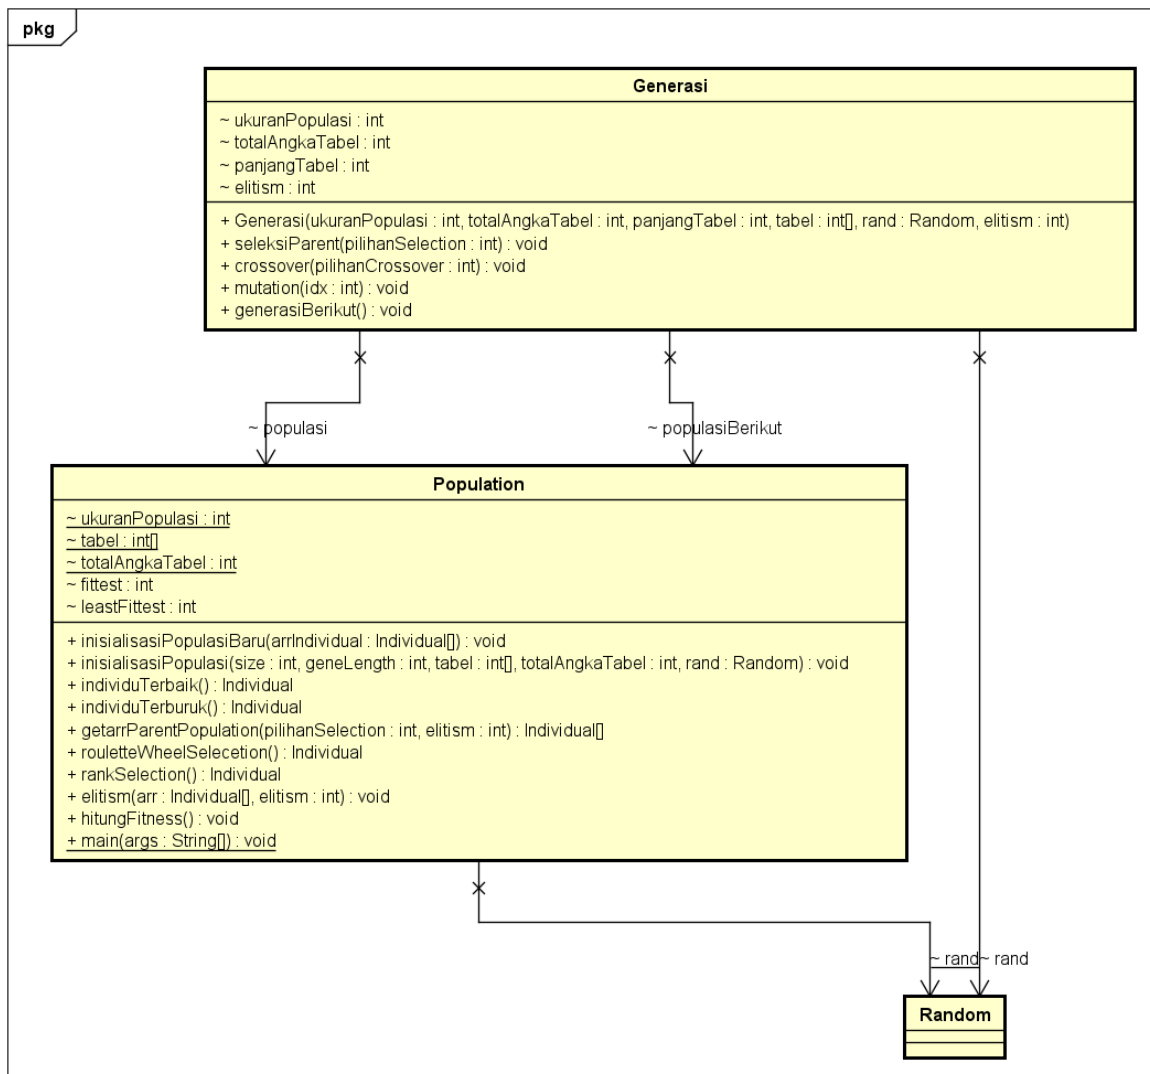 pkg
Generasi
~ ukuranPopulasi : int
~ totalAngkaTabel : int
~ panjangTabel : int
~ elitism : int
+ Generasi(ukuranPopulasi : int, totalAngkaTabel : int, panjangTabel : int, tabel : int[], rand : Random, elitism : int)
+ seleksiParent(pilihanSelection : int) : void
+ crossover(pilihanCrossover : int) : void
+ mutation(idx : int) : void
+ generasiBerikut() : void
~ populasi
~ populasiBerikut
Population
~ ukuranPopulasi : int
~ tabel : int[]
~ totalAngkaTabel : int
~ fittest : int
~ leastFittest : int
+ inisialisasiPopulasiBaru(arrIndividual : Individual[]) : void
+ inisialisasiPopulasi(size : int, geneLength : int, tabel : int[], totalAngkaTabel : int, rand : Random) : void
+ individuTerbaik() : Individual
+ individuTerburuk() : Individual
+ getarrParentPopulation(pilihanSelection : int, elitism : int) : Individual[]
+ rouletteWheelSelecetion() : Individual
+ rankSelection() : Individual
+ elitism(arr : Individual[], elitism : int) : void
+ hitungFitness() : void
+ main(args : String[]) : void
~ rand
~ rand
Random